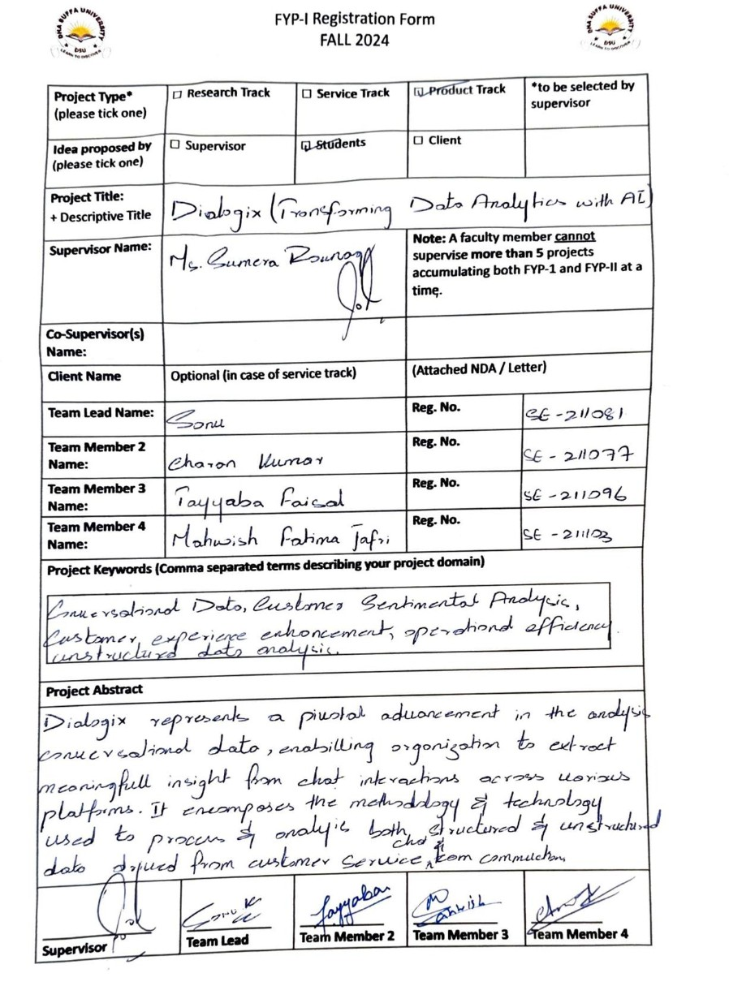 DHA SUFFA UNIVERSITY
DSU
LEARN TO DISCOVER
FYP-I Registration Form
FALL 2024
DHA SUFFA UNIVERSITY
DSU
LEARN TO DISCOVER
Project Type* ☐ Research Track ☐ Service Track ☑ Product Track *to be selected by
(please tick one) supervisor
Idea proposed by ☐ Supervisor ☑ Students ☐ Client
(please tick one)
Project Title: Dialogix (Transforming Data Analytics with AI)
+ Descriptive Title
Supervisor Name: Ms. Sumera Rounaq
Note: A faculty member cannot
supervise more than 5 projects
accumulating both FYP-1 and FYP-II at a
time.
Co-Supervisor(s)
Name:
Client Name Optional (in case of service track) (Attached NDA / Letter)
Team Lead Name: Sonu Reg. No. SE-211081
Team Member 2 Reg. No.
Name: Charan Kumar SE-211077
Team Member 3 Reg. No.
Name: Tayyaba Faisal SE-211096
Team Member 4 Reg. No.
Name: Mahwish Fatima Jafri SE-211103
Project Keywords (Comma separated terms describing your project domain)
Conversational Data, Customer Sentimental Analysis,
Customer experience enhancement, operational efficiency
unstructured data analysis.
Project Abstract
Dialogix represents a pivotal advancement in the analysis
conversational data, enabilling organization to extract
meaningfull insight from chat interactions across various
platforms. It encomposes the methodology & technology
used to process & analysis both structured & unstructured
data from customer service, chat &
Sonu K Tayyaba Mahwish
Supervisor Team Lead Team Member 2 Team Member 3 Team Member 4